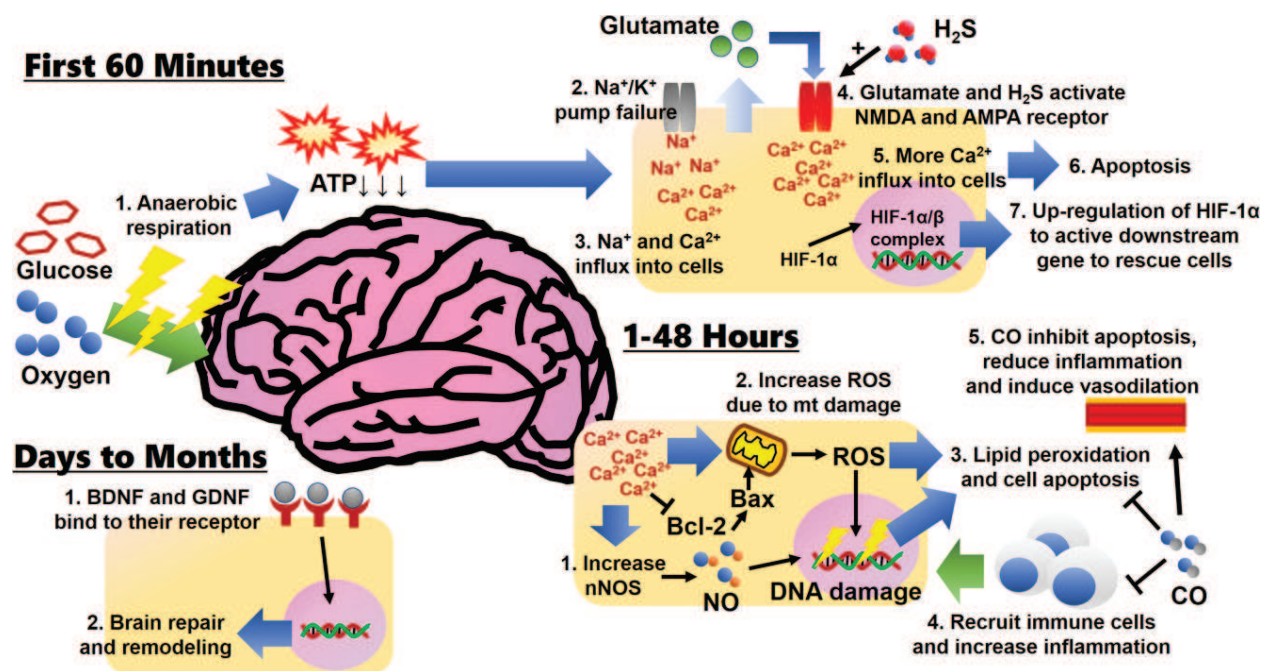 First 60 Minutes
Glucose
Oxygen
1. Anaerobic
respiration
ATP↓↓↓
Glutamate
H₂S
+
2. Na⁺/K⁺
pump failure
Na⁺
Na⁺ Na⁺
Ca²⁺ Ca²⁺
Ca²⁺
3. Na⁺ and Ca²⁺
influx into cells
4. Glutamate and H₂S activate
NMDA and AMPA receptor
Ca²⁺ Ca²⁺
Ca²⁺
Ca²⁺ Ca²⁺
Ca²⁺
5. More Ca²⁺
influx into cells
6. Apoptosis
HIF-1α
HIF-1α/β
complex
7. Up-regulation of HIF-1α
to active downstream
gene to rescue cells
1-48 Hours
Ca²⁺ Ca²⁺
Ca²⁺
Ca²⁺ Ca²⁺
Ca²⁺
1. Increase
nNOS
NO
Bcl-2
Bax
2. Increase ROS
due to mt damage
ROS
DNA damage
3. Lipid peroxidation
and cell apoptosis
4. Recruit immune cells
and increase inflammation
CO
5. CO inhibit apoptosis,
reduce inflammation
and induce vasodilation
Days to Months
1. BDNF and GDNF
bind to their receptor
2. Brain repair
and remodeling